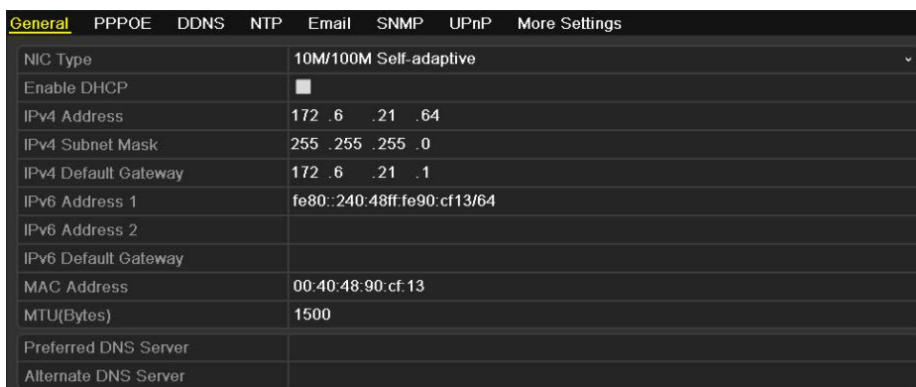 General PPPOE DDNS NTP Email SNMP UPnP More Settings
NIC Type 10M/100M Self-adaptive
Enable DHCP
IPv4 Address 172 .6 .21 .64
IPv4 Subnet Mask 255 .255 .255 .0
IPv4 Default Gateway 172 .6 .21 .1
IPv6 Address 1 fe80::240:48ff:fe90:cf13/64
IPv6 Address 2
IPv6 Default Gateway
MAC Address 00:40:48:90:cf:13
MTU(Bytes) 1500
Preferred DNS Server
Alternate DNS Server